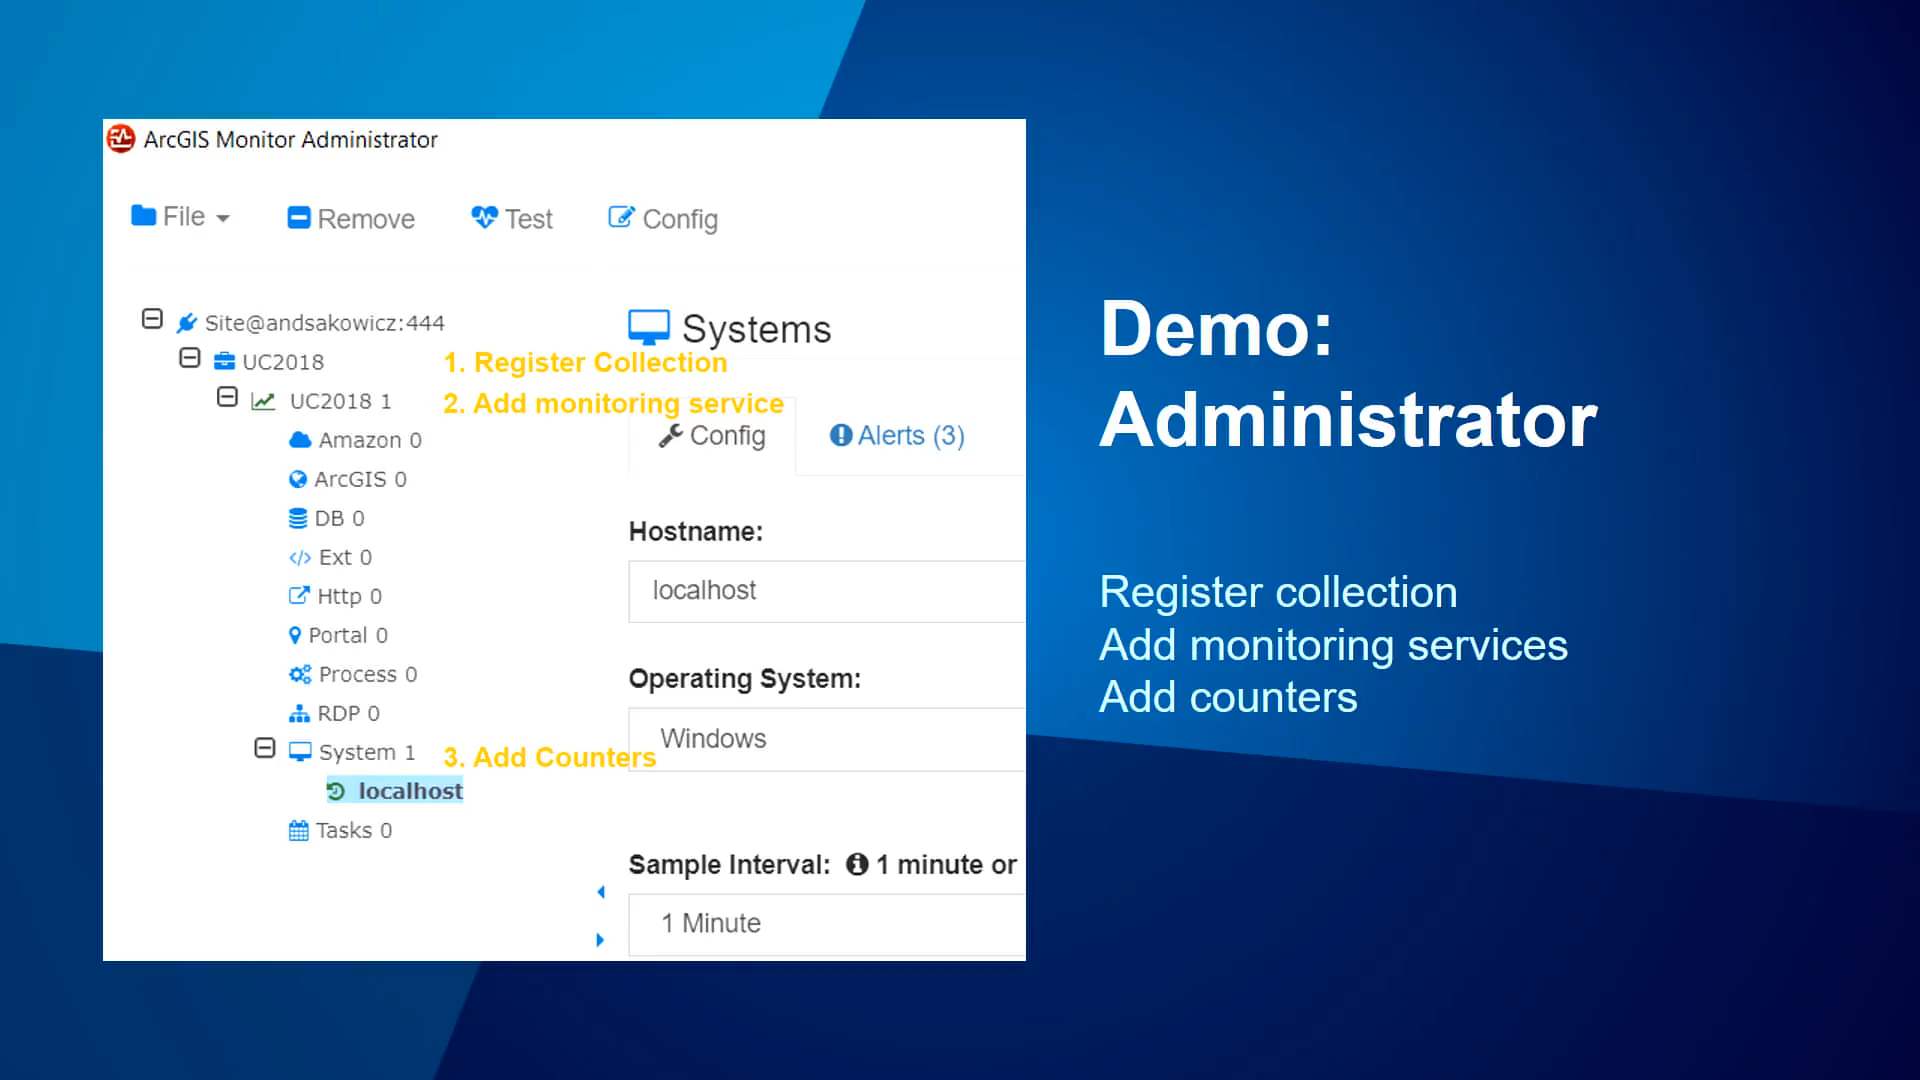 ArcGIS Monitor Administrator
File
Remove
Test
Config
Site@andsakowicz:444
UC2018
1. Register Collection
UC2018 1
2. Add monitoring service
Amazon 0
ArcGIS 0
DB 0
Ext 0
Http 0
Portal 0
Process 0
RDP 0
System 1
3. Add Counters
localhost
Tasks 0
Systems
Config
Alerts (3)
Hostname:
localhost
Operating System:
Windows
Sample Interval: 1 minute or
1 Minute
Demo:
Administrator
Register collection
Add monitoring services
Add counters